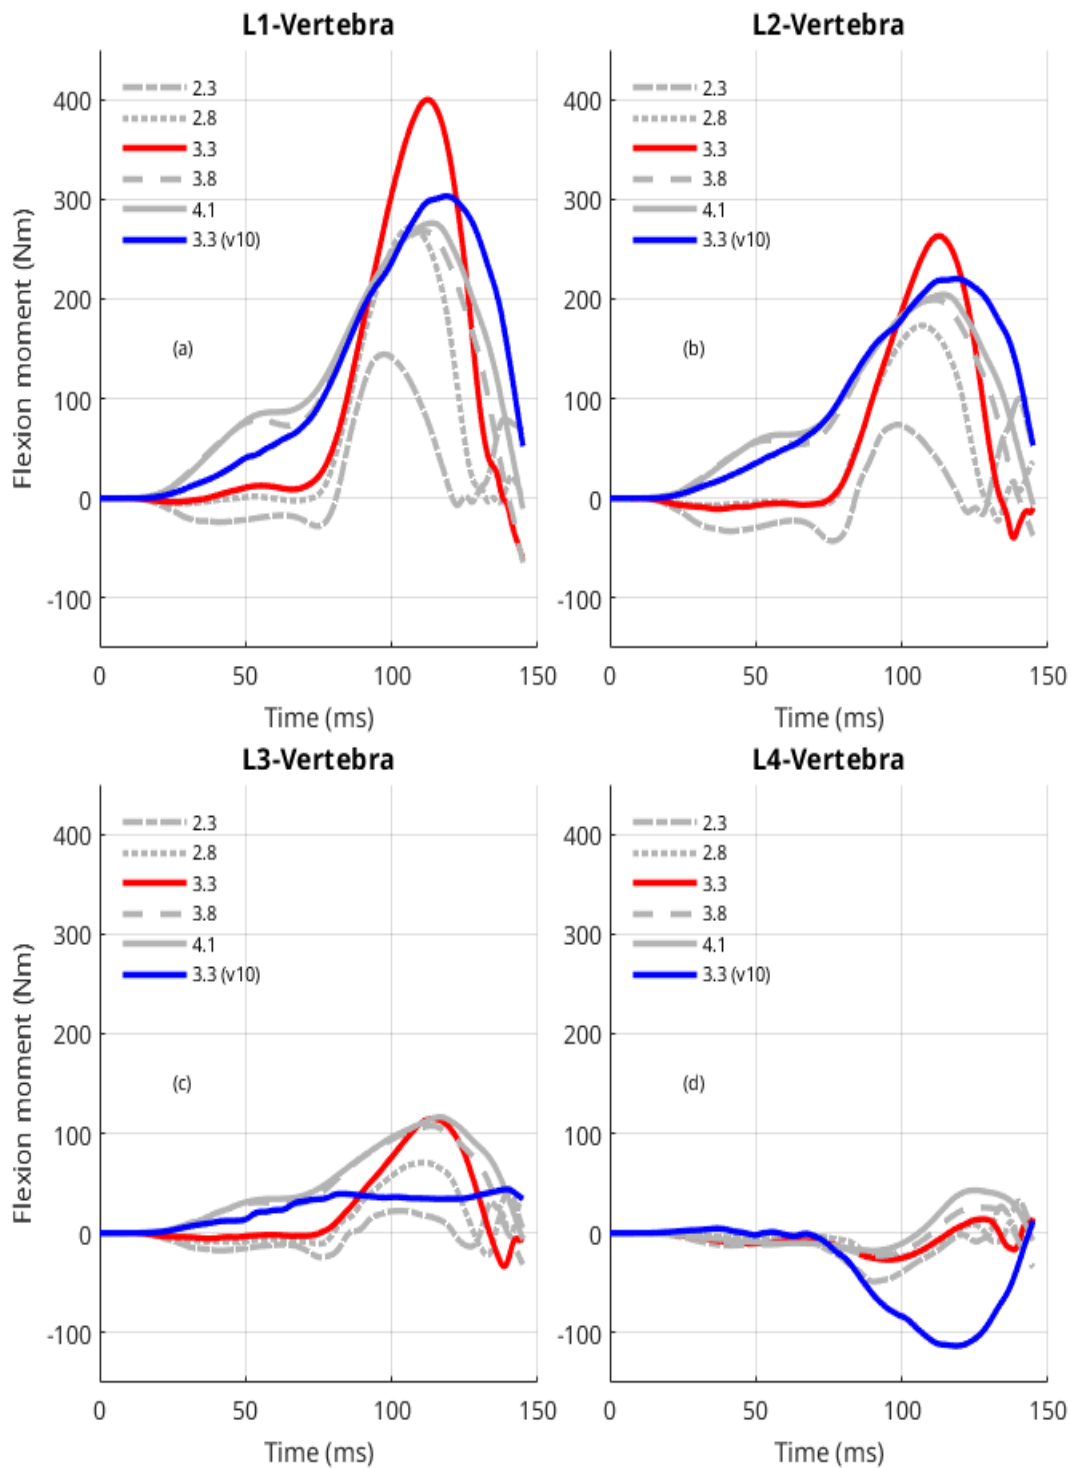 L1-Vertebra
Flexion moment (Nm)
400
300
200
100
0
-100
2.3
2.8
3.3
3.8
4.1
3.3 (v10)
(a)
0 50 100 150
Time (ms)
L2-Vertebra
400
300
200
100
0
-100
2.3
2.8
3.3
3.8
4.1
3.3 (v10)
(b)
0 50 100 150
Time (ms)
L3-Vertebra
Flexion moment (Nm)
400
300
200
100
0
-100
2.3
2.8
3.3
3.8
4.1
3.3 (v10)
(c)
0 50 100 150
Time (ms)
L4-Vertebra
400
300
200
100
0
-100
2.3
2.8
3.3
3.8
4.1
3.3 (v10)
(d)
0 50 100 150
Time (ms)